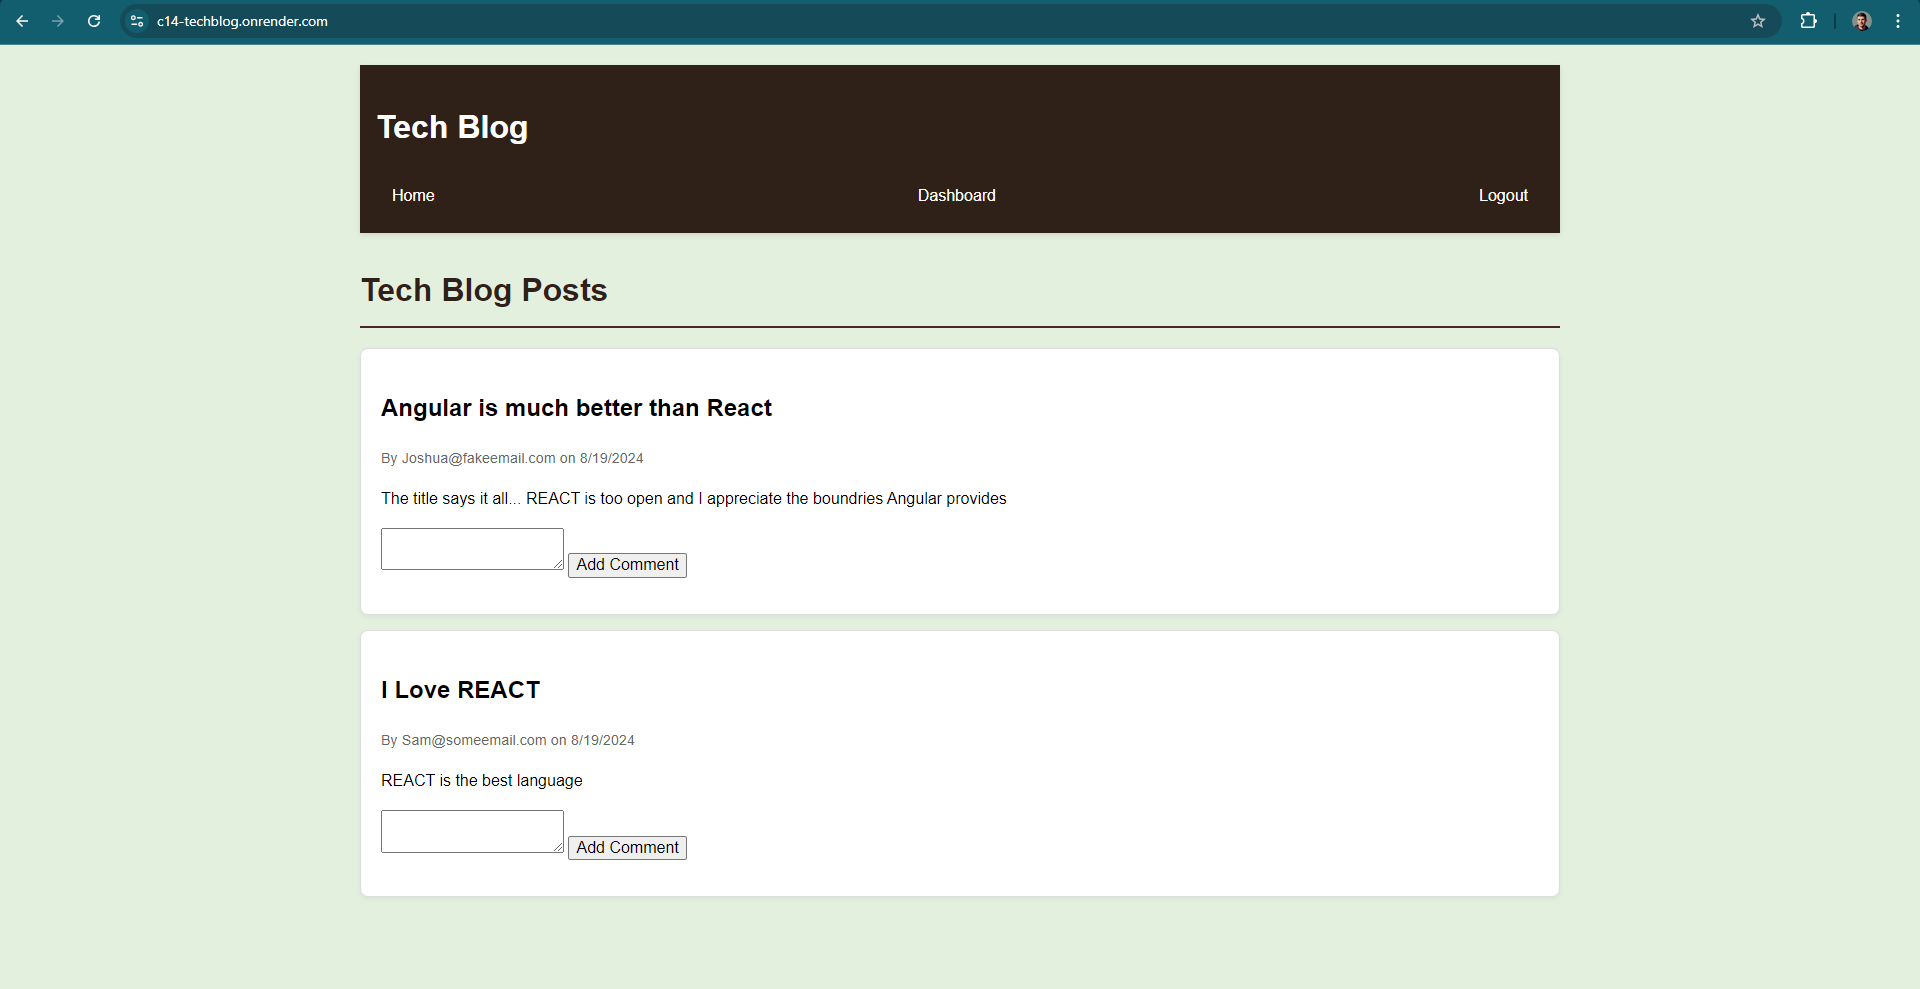 c14-techblog.onrender.com
Tech Blog
Home Dashboard Logout
Tech Blog Posts
Angular is much better than React
By Joshua@fakeemail.com on 8/19/2024
The title says it all... REACT is too open and I appreciate the boundries Angular provides
Add Comment
I Love REACT
By Sam@someemail.com on 8/19/2024
REACT is the best language
Add Comment